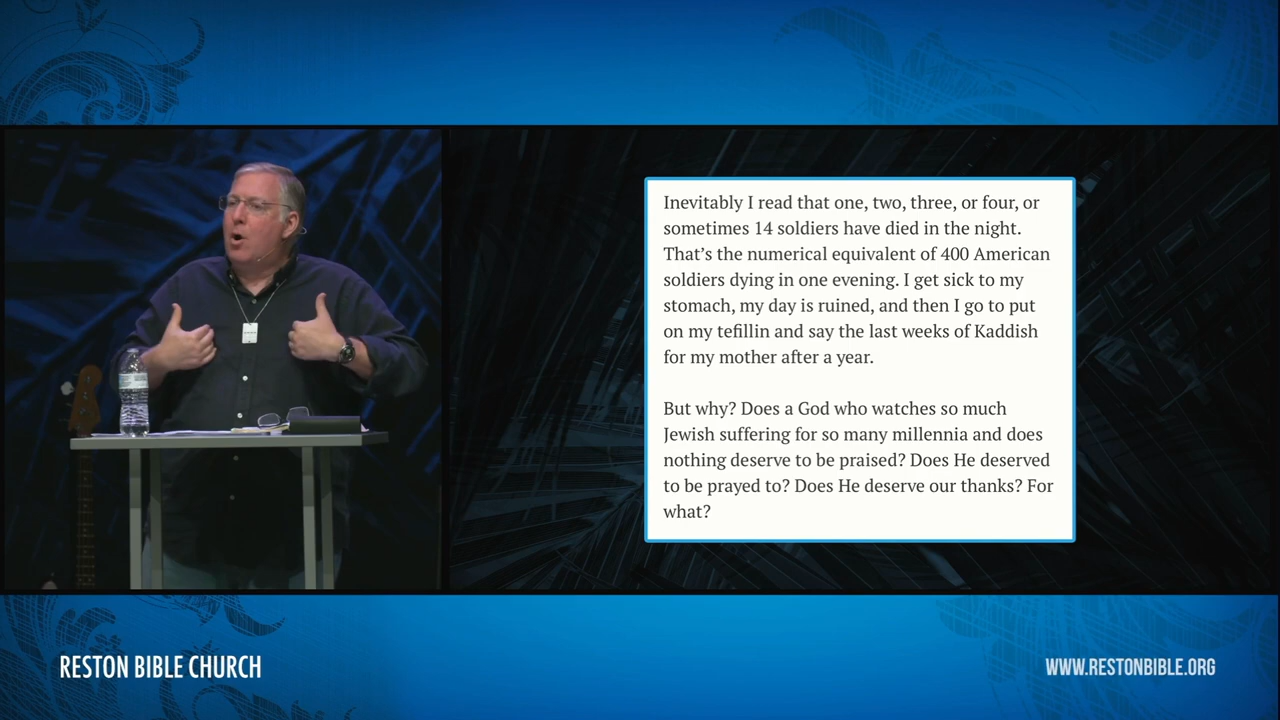 Inevitably I read that one, two, three, or four, or
sometimes 14 soldiers have died in the night.
That’s the numerical equivalent of 400 American
soldiers dying in one evening. I get sick to my
stomach, my day is ruined, and then I go to put
on my tefillin and say the last weeks of Kaddish
for my mother after a year.
But why? Does a God who watches so much
Jewish suffering for so many millennia and does
nothing deserve to be praised? Does He deserved
to be prayed to? Does He deserve our thanks? For
what?
RESTON BIBLE CHURCH
WWW.RESTONBIBLE.ORG